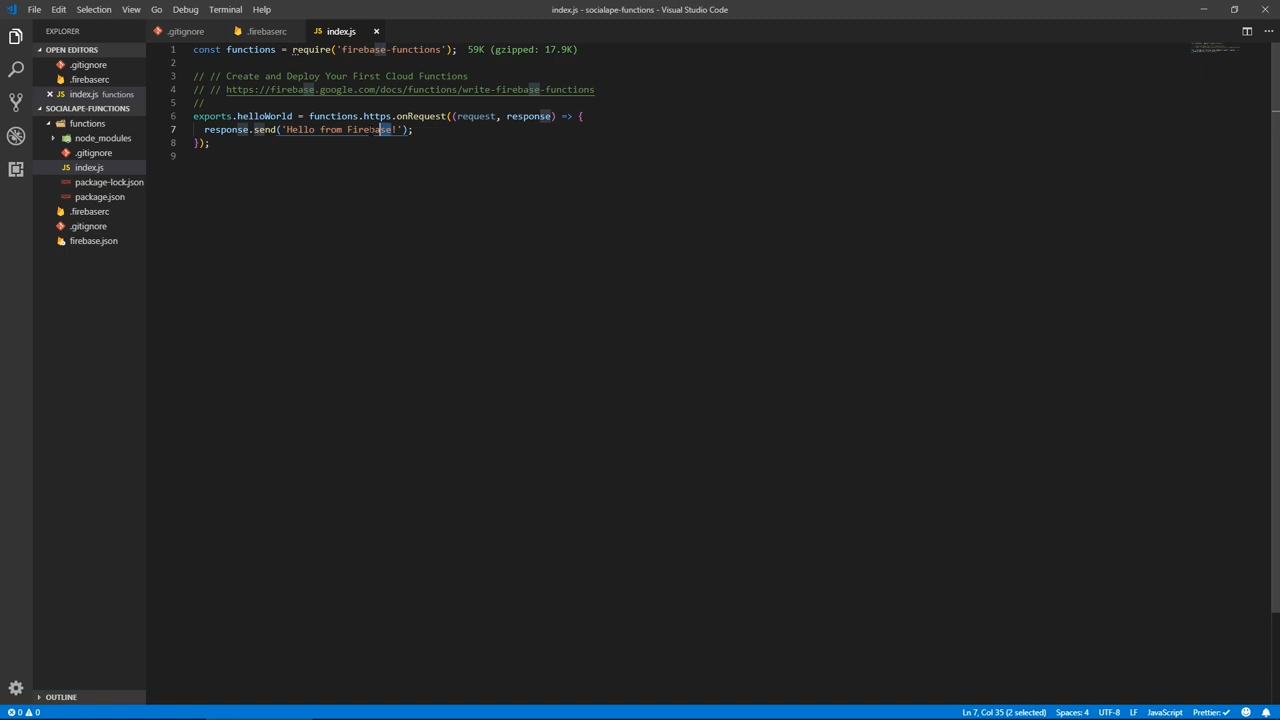 File Edit Selection View Go Debug Terminal Help
index.js - socialape-functions - Visual Studio Code
EXPLORER
OPEN EDITORS
.gitignore
.firebaserc
index.js functions
SOCIALAPE-FUNCTIONS
functions
node_modules
.gitignore
index.js
package-lock.json
package.json
.firebaserc
.gitignore
firebase.json
OUTLINE
.gitignore .firebaserc index.js
1 const functions = require('firebase-functions'); 59K (gzipped: 17.9K)
2
3 // // Create and Deploy Your First Cloud Functions
4 // // https://firebase.google.com/docs/functions/write-firebase-functions
5 //
6 exports.helloWorld = functions.https.onRequest((request, response) => {
7 response.send('Hello from Firebase!');
8 });
9
0 0 Ln 7, Col 35 (2 selected) Spaces: 4 UTF-8 LF JavaScript Prettier: ✓